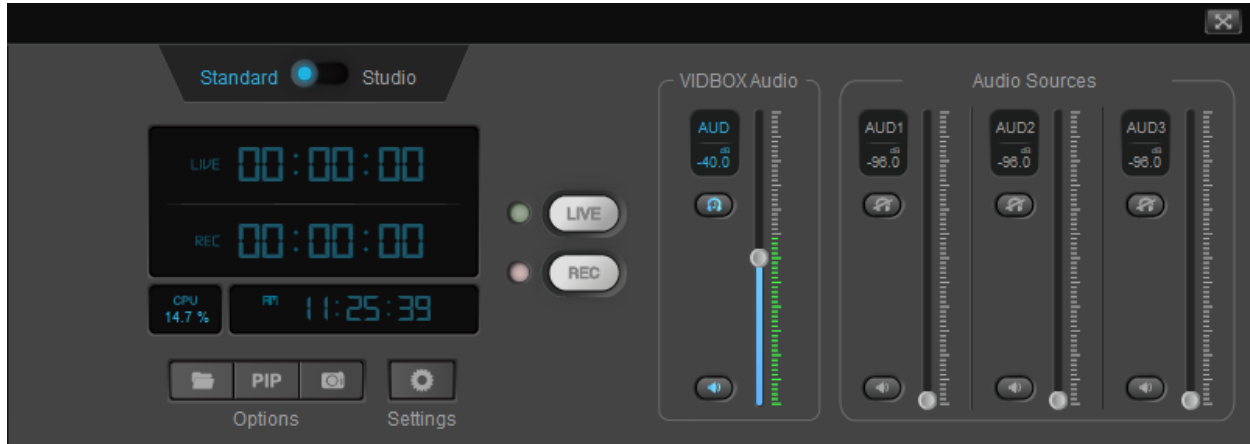 Standard Studio
LIVE 00:00:00
REC 00:00:00
CPU
14.7 %
AM 11:25:39
PIP
Options
Settings
LIVE
REC
VIDBOX Audio
AUD
dB
-40.0
Audio Sources
AUD1
dB
-96.0
AUD2
dB
-96.0
AUD3
dB
-96.0